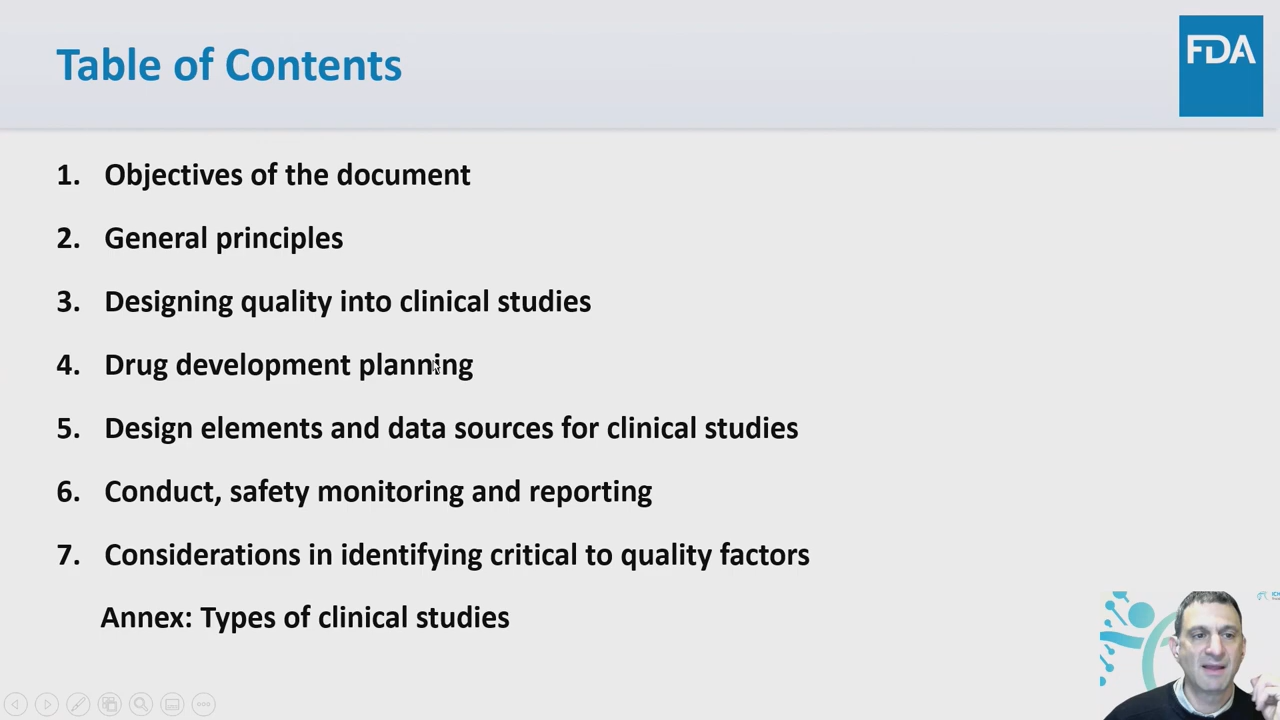 Table of Contents
FDA
1. Objectives of the document
2. General principles
3. Designing quality into clinical studies
4. Drug development planning
5. Design elements and data sources for clinical studies
6. Conduct, safety monitoring and reporting
7. Considerations in identifying critical to quality factors
Annex: Types of clinical studies